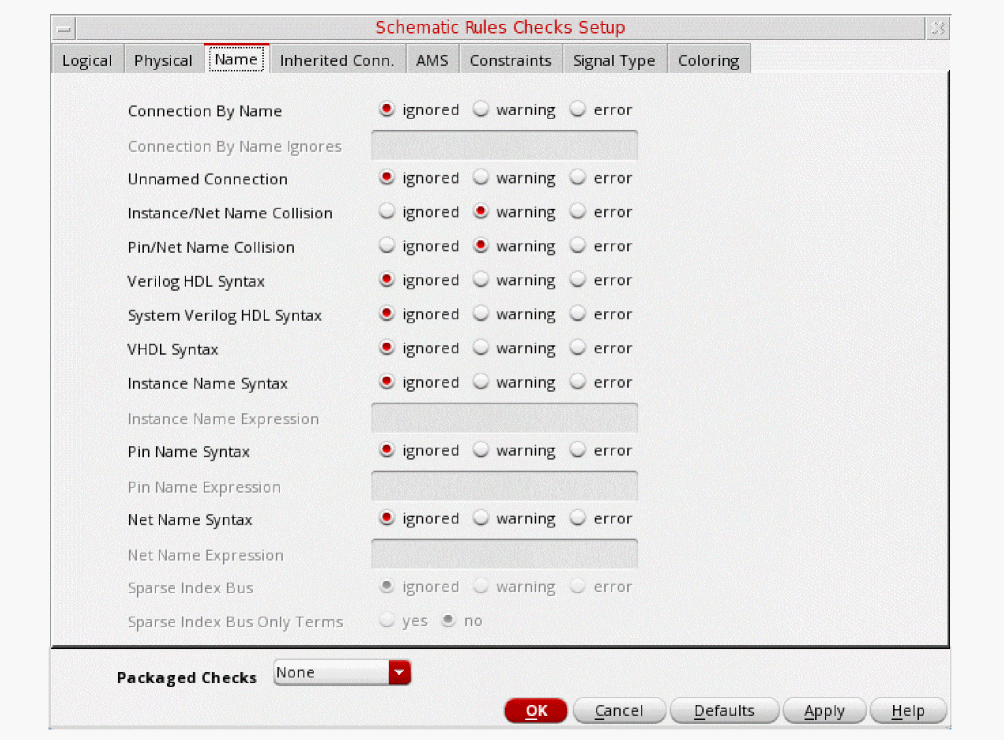 Schematic Rules Checks Setup
Logical Physical Name Inherited Conn. AMS Constraints Signal Type Coloring
Connection By Name ignored warning error
Connection By Name Ignores
Unnamed Connection ignored warning error
Instance/Net Name Collision ignored warning error
Pin/Net Name Collision ignored warning error
Verilog HDL Syntax ignored warning error
System Verilog HDL Syntax ignored warning error
VHDL Syntax ignored warning error
Instance Name Syntax ignored warning error
Instance Name Expression
Pin Name Syntax ignored warning error
Pin Name Expression
Net Name Syntax ignored warning error
Net Name Expression
Sparse Index Bus ignored warning error
Sparse Index Bus Only Terms yes no
Packaged Checks None
OK Cancel Defaults Apply Help